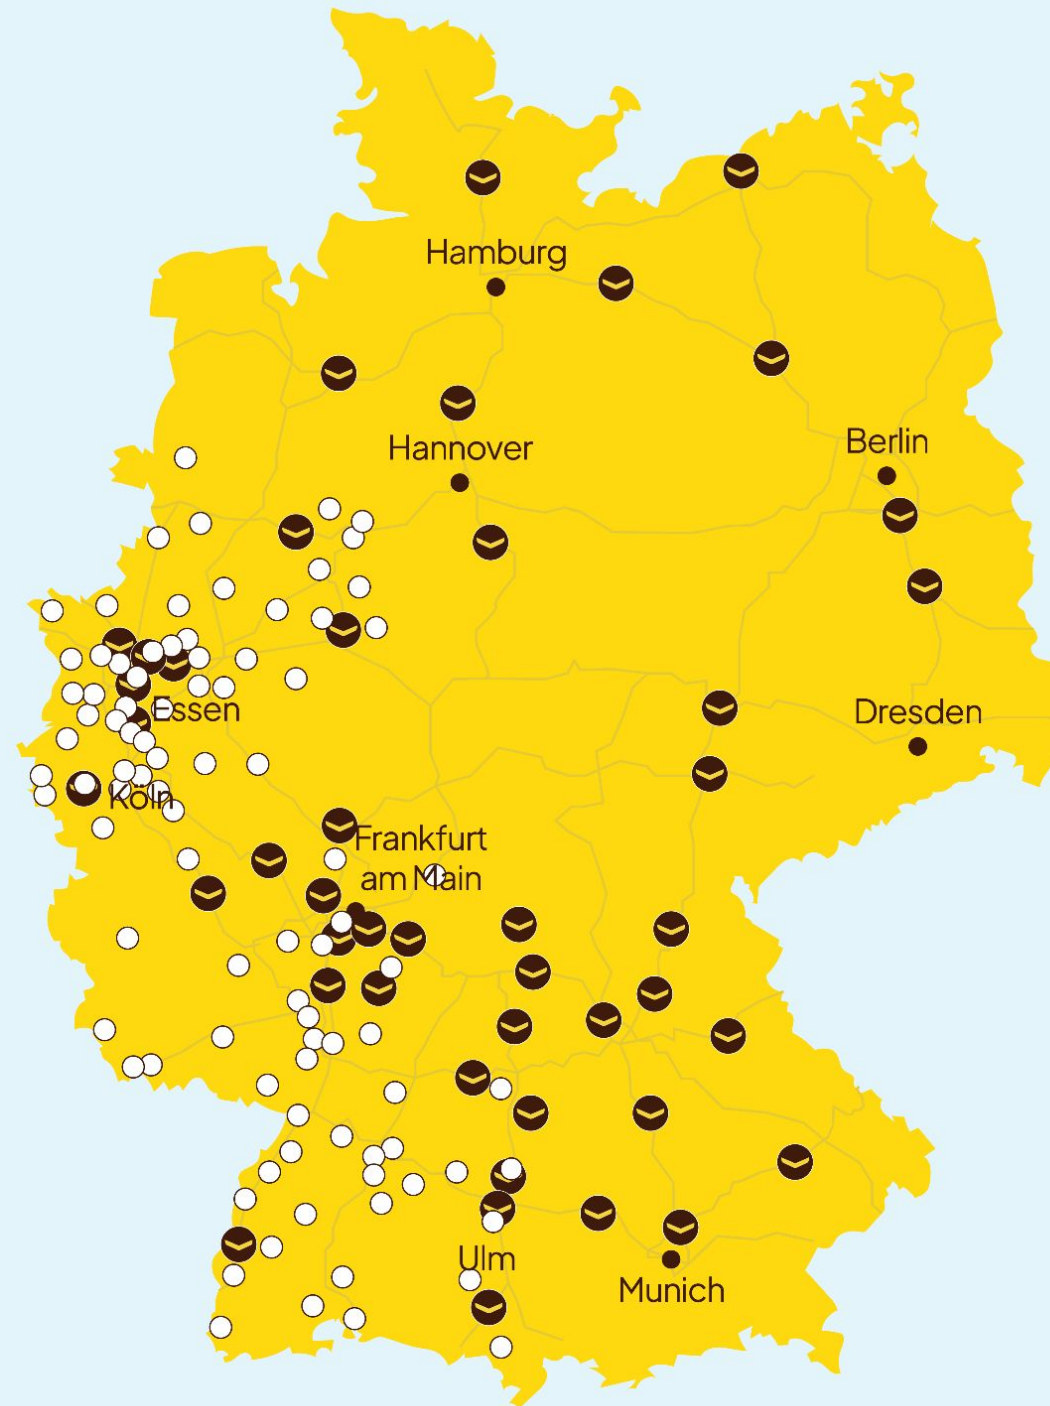 Hamburg
Hannover
Berlin
Essen
Dresden
Köln
Frankfurt
am Main
Ulm
Munich